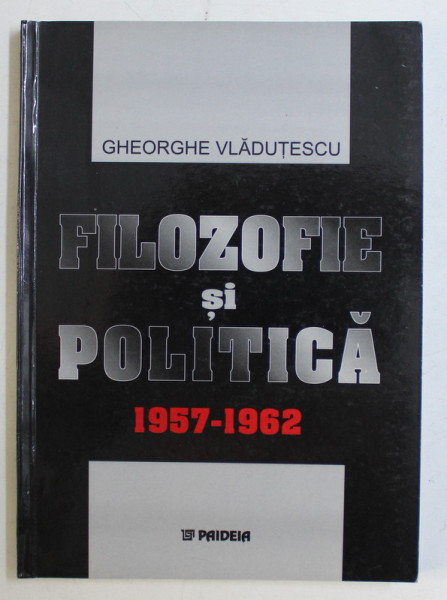 GHEORGHE VLĂDUȚESCU
FILOZOFIE
și
POLITICĂ
1957-1962
PAIDEIA